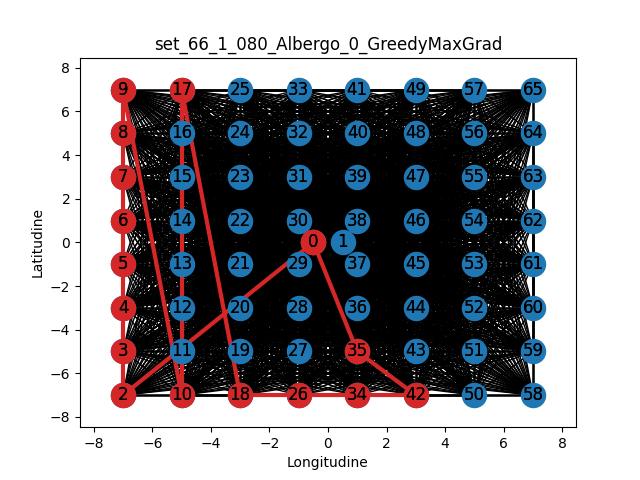 set_66_1_080_Albergo_0_GreedyMaxGrad
8
6
4
2
0
−2
−4
−6
−8
Latitudine
9 17 25 33 41 49 57 65
8 16 24 32 40 48 56 64
7 15 23 31 39 47 55 63
6 14 22 30 38 46 54 62
0 1
5 13 21 29 37 45 53 61
4 12 20 28 36 44 52 60
3 11 19 27 35 43 51 59
2 10 18 26 34 42 50 58
−8 −6 −4 −2 0 2 4 6 8
Longitudine